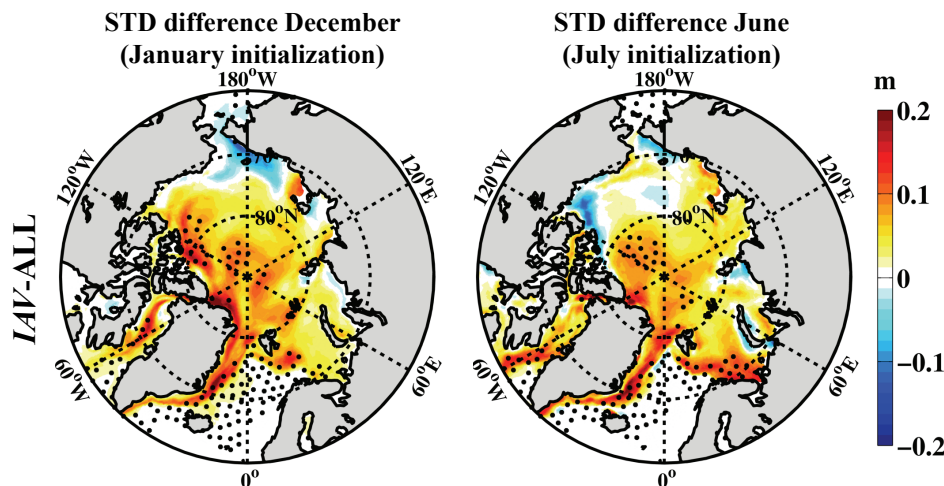 STD difference December
(January initialization)
STD difference June
(July initialization)
180°W
180°W
m
120°W
120°E
120°W
120°E
70
70
80°N
80°N
IAV-ALL
60°W
60°E
60°W
60°E
0°
0°
0.2
0.1
0
−0.1
−0.2